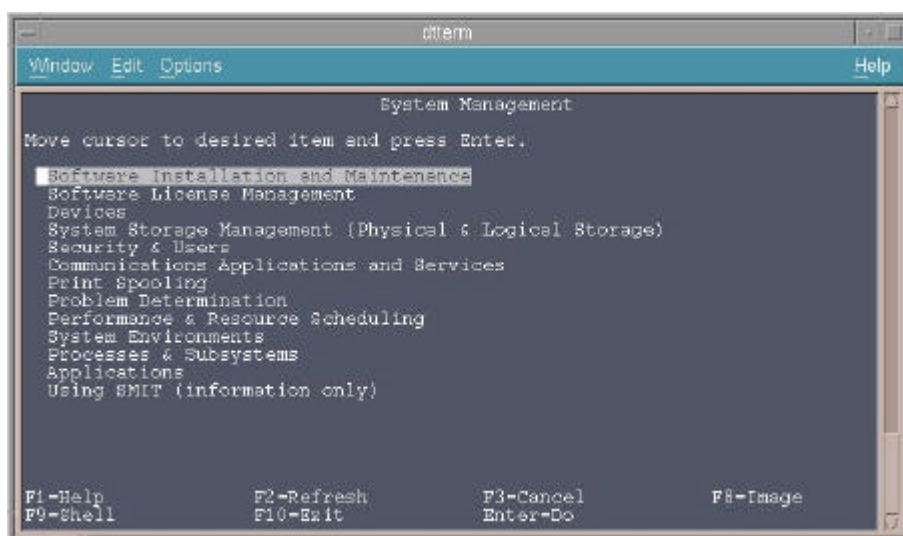 dtterm
Window Edit Options Help
System Management
Move cursor to desired item and press Enter.
Software Installation and Maintenance
Software License Management
Devices
System Storage Management (Physical & Logical Storage)
Security & Users
Communications Applications and Services
Print Spooling
Problem Determination
Performance & Resource Scheduling
System Environments
Processes & Subsystems
Applications
Using SMIT (information only)
F1=Help F2=Refresh F3=Cancel F8=Image
F9=Shell F10=Exit Enter=Do